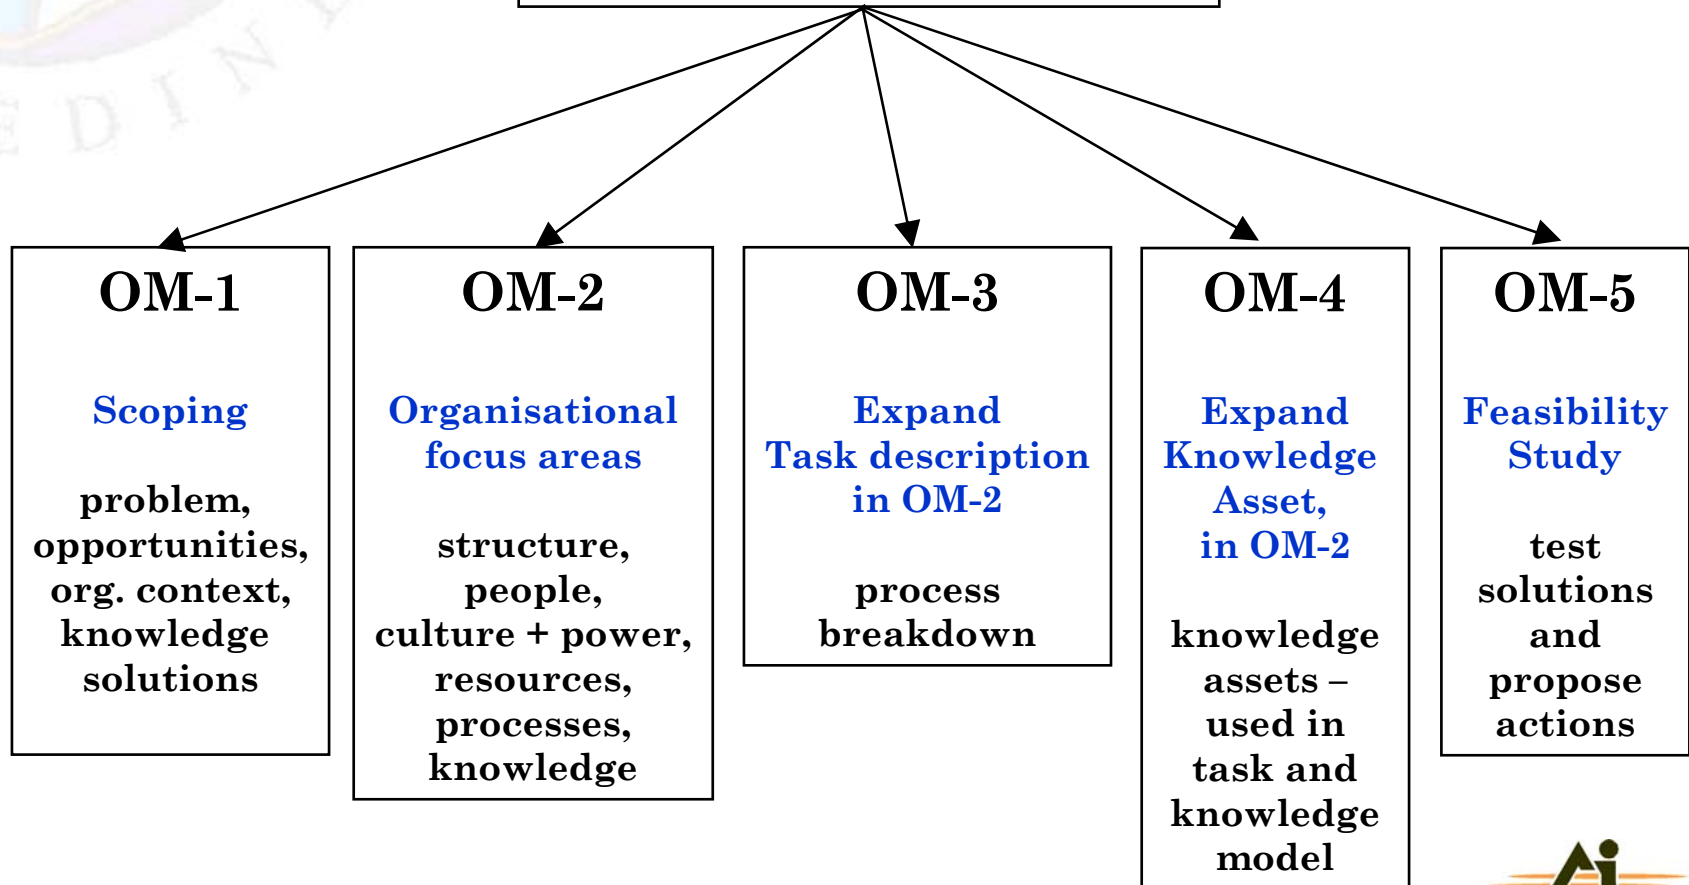 E D I N
OM-1
Scoping
problem,
opportunities,
org. context,
knowledge
solutions
OM-2
Organisational
focus areas
structure,
people,
culture + power,
resources,
processes,
knowledge
OM-3
Expand
Task description
in OM-2
process
breakdown
OM-4
Expand
Knowledge
Asset,
in OM-2
knowledge
assets –
used in
task and
knowledge
model
OM-5
Feasibility
Study
test
solutions
and
propose
actions
Ai